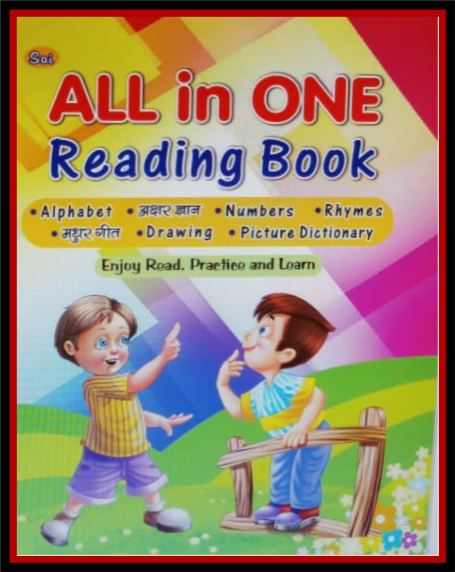 Sai
ALL in ONE
Reading Book
• Alphabet • अक्षर ज्ञान • Numbers • Rhymes
• मधुर गीत • Drawing • Picture Dictionary
Enjoy Read, Practice and Learn